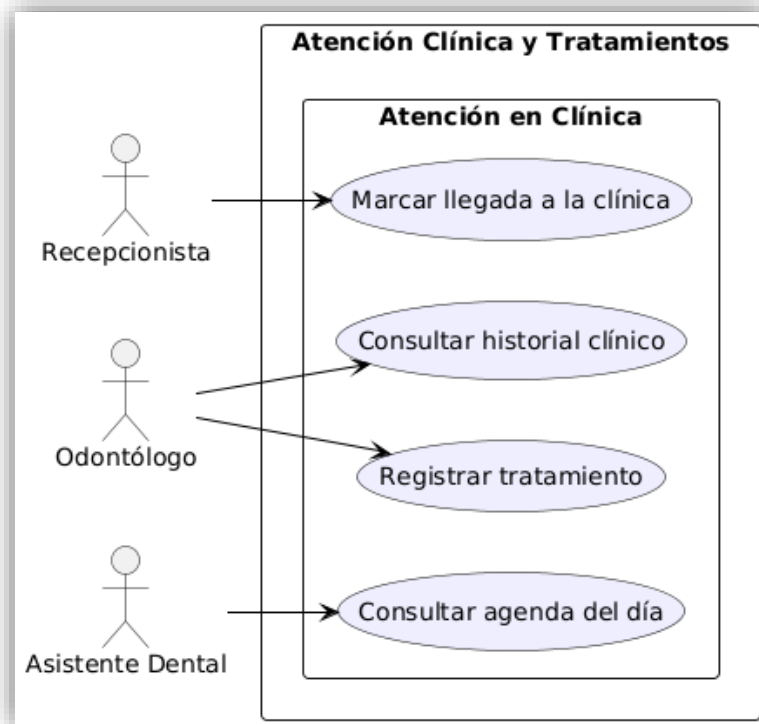 Atención Clínica y Tratamientos
Atención en Clínica
Marcar llegada a la clínica
Recepcionista
Consultar historial clínico
Odontólogo
Registrar tratamiento
Consultar agenda del día
Asistente Dental